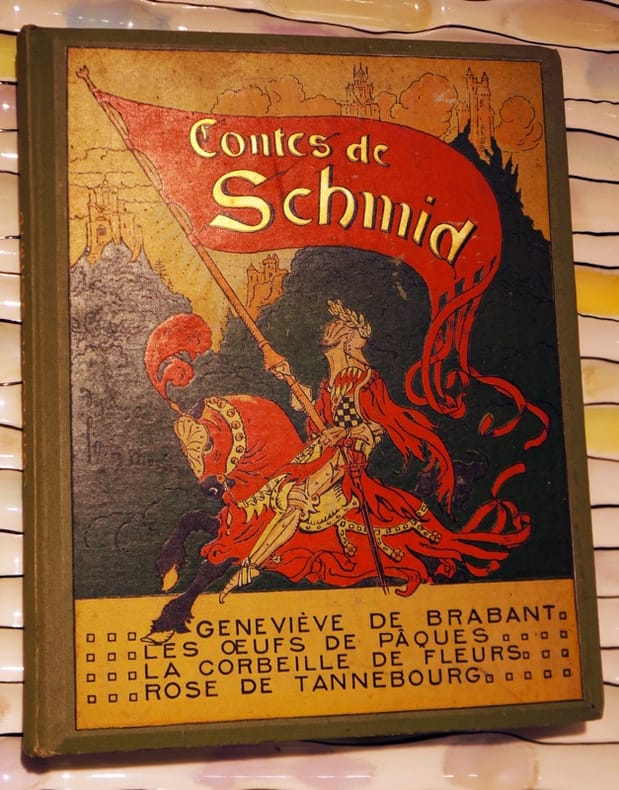 Contes de
Schmid
GENEVIÈVE DE BRABANT
LES ŒUFS DE PÂQUES
LA CORBEILLE DE FLEURS
ROSE DE TANNEBOURG